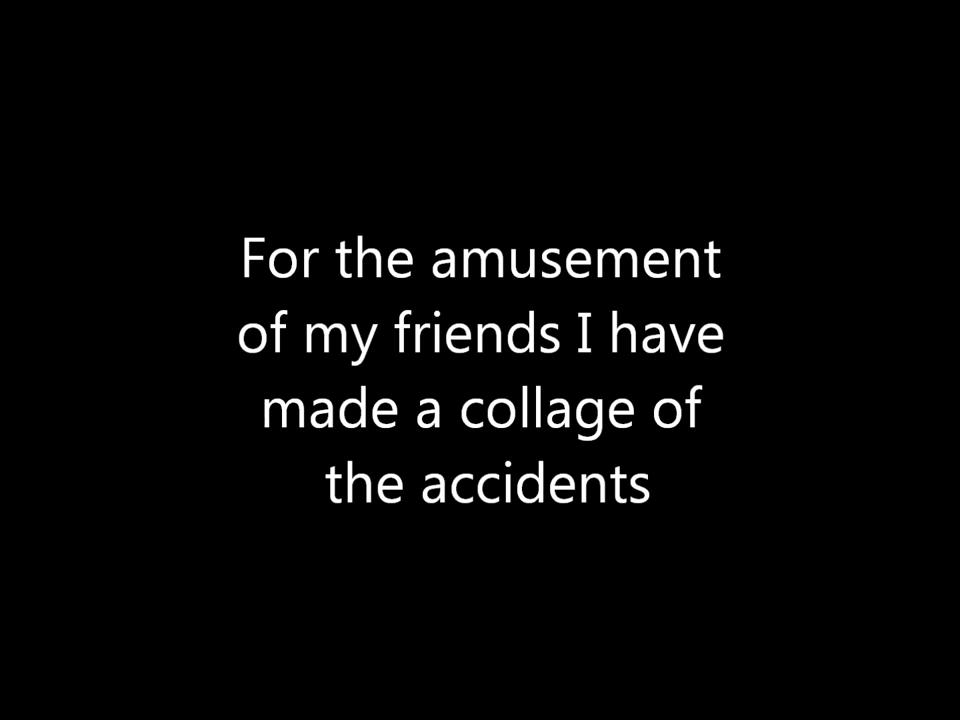 For the amusement
of my friends I have
made a collage of
the accidents